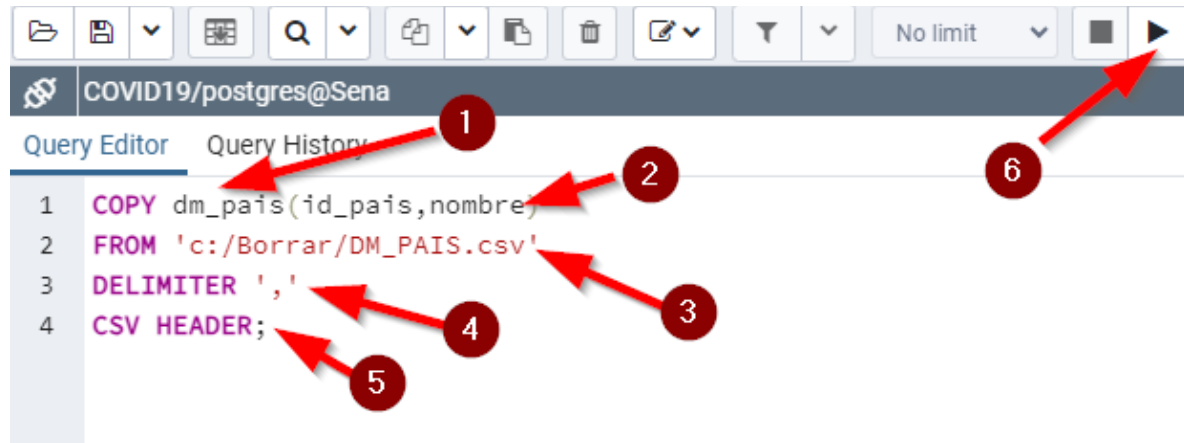 No limit
COVID19/postgres@Sena
1
Query Editor Query History
2
6
1 COPY dm_pais(id_pais,nombre)
2 FROM 'c:/Borrar/DM_PAIS.csv'
3 DELIMITER ','
3
4 CSV HEADER;
4
5